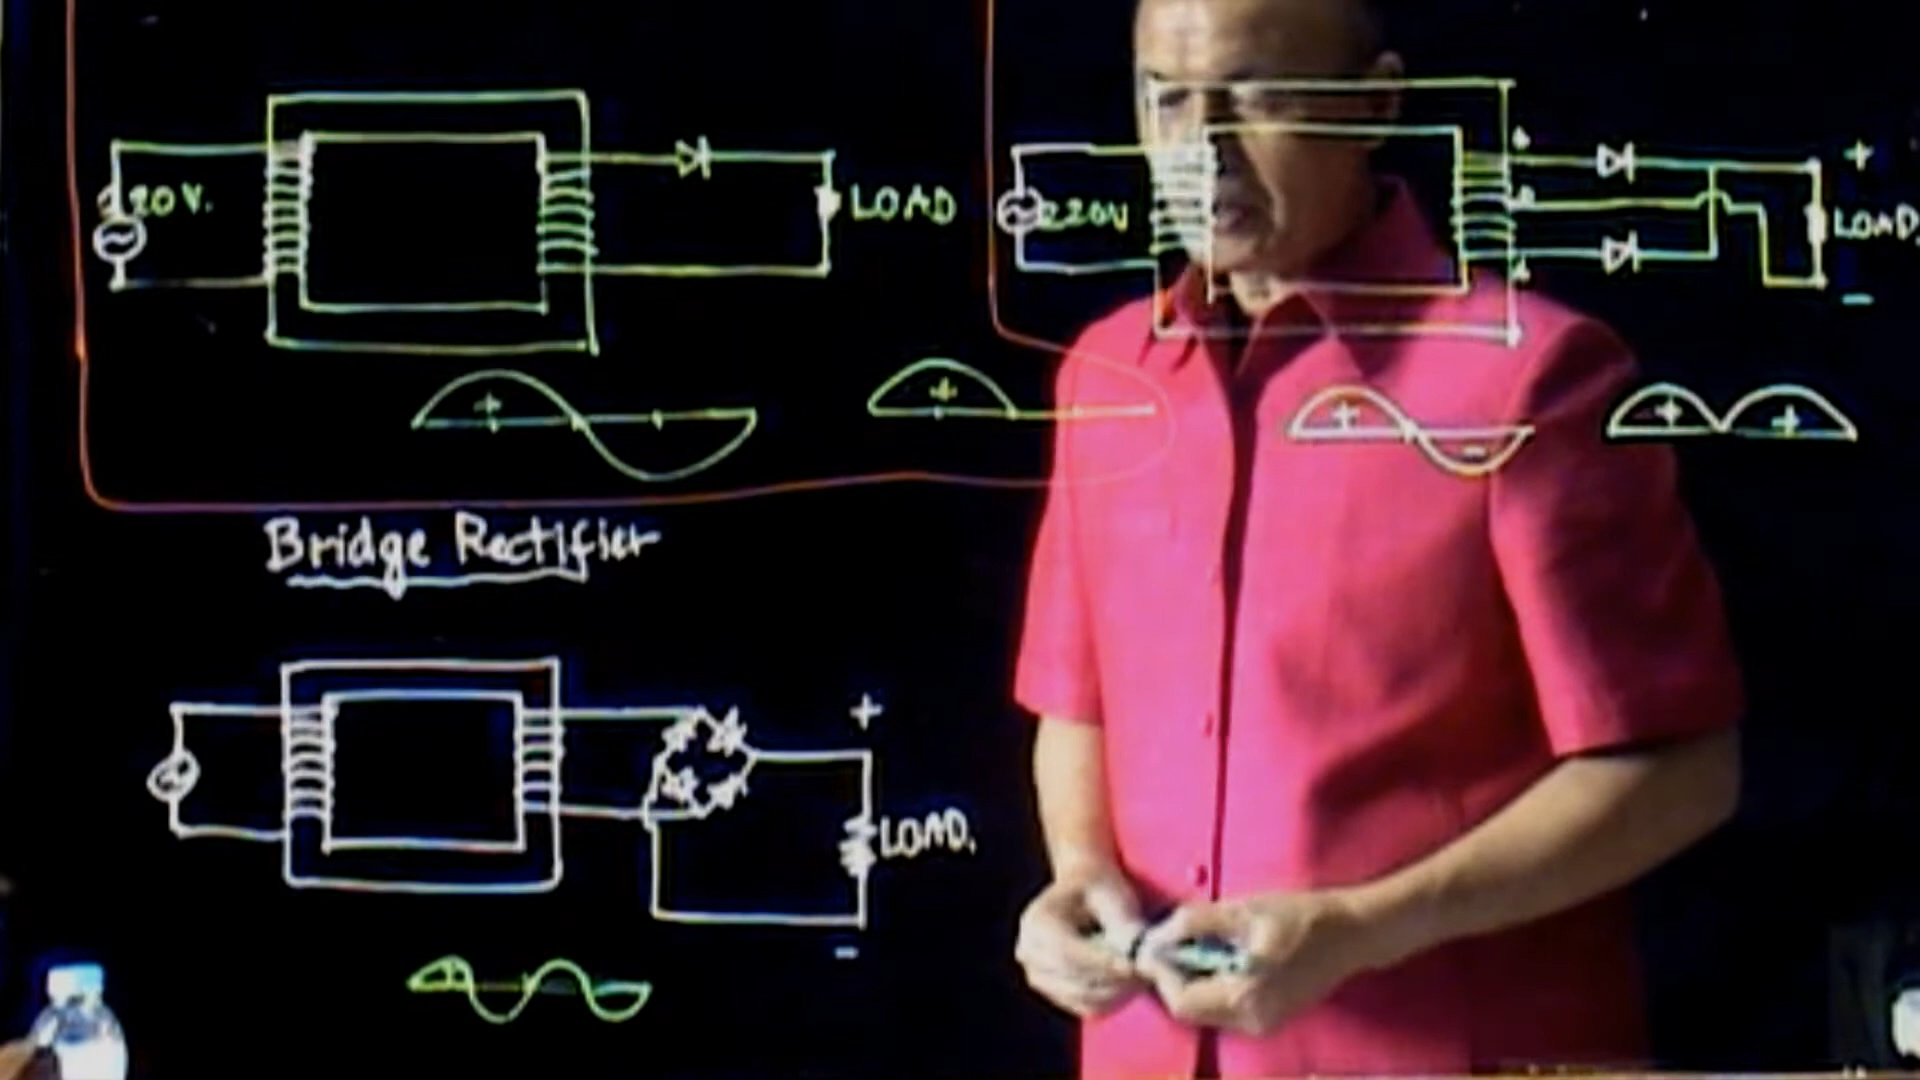 20V.
LOAD
220V
LOAD.
+
-
+
+
+
-
+
+
Bridge Rectifier
+
LOAD.
-